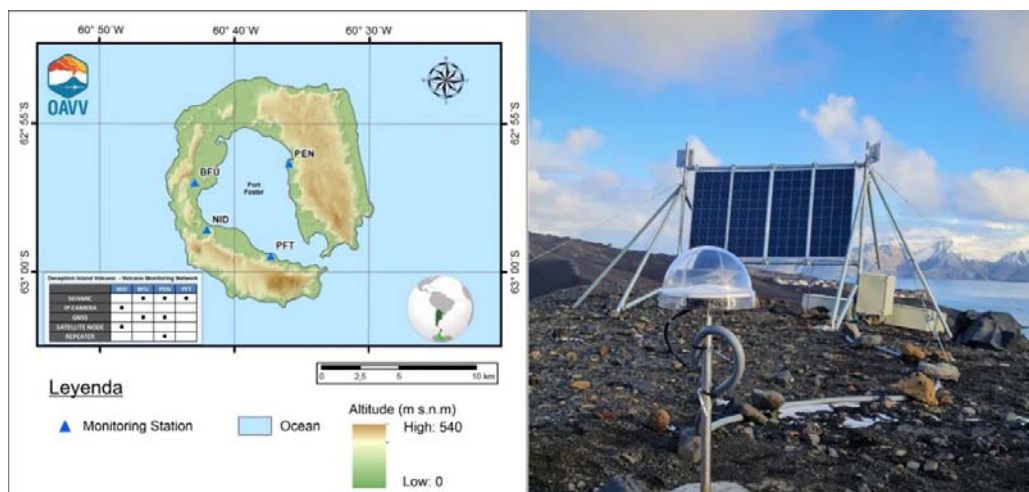 60° 50'W
60° 40'W
60° 30'W
OAVV
62° 55'S
62° 55'S
PEN
BFU
Port
Foster
NID
PFT
63° 00'S
63° 00'S
Deception Island Volcano - Volcano Monitoring Network
NID BFU PEN PFT
SEISMIC
IP CAMERA
GNSS
SATELLITE NODE
REPEATER
0 2,5 5 10 km
Leyenda
Monitoring Station
Ocean
Altitude (m s.n.m)
High: 540
Low: 0